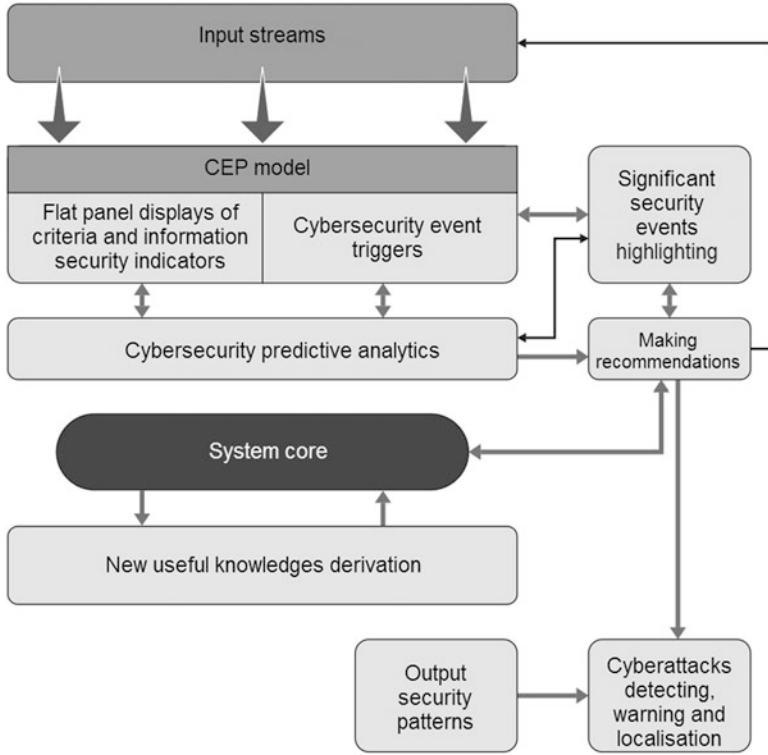 Input streams
CEP model
Flat panel displays of
criteria and information
security indicators
Cybersecurity event
triggers
Significant
security
events
highlighting
Cybersecurity predictive analytics
Making
recommendations
System core
New useful knowledges derivation
Output
security
patterns
Cyberattacks
detecting,
warning and
localisation